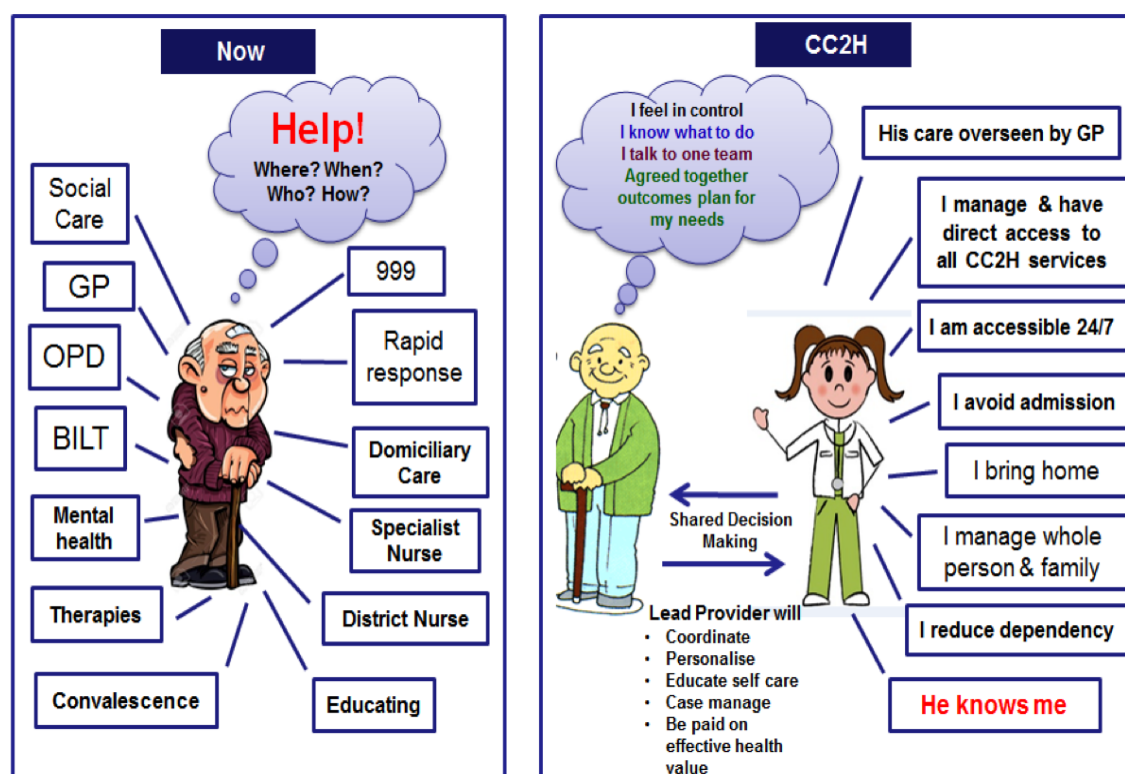 Now
Help!
Where? When?
Who? How?
Social
Care
GP
OPD
BILT
Mental
health
Therapies
Convalescence
999
Rapid
response
Domiciliary
Care
Specialist
Nurse
District Nurse
Educating
CC2H
I feel in control
I know what to do
I talk to one team
Agreed together
outcomes plan for
my needs
His care overseen by GP
I manage & have
direct access to
all CC2H services
I am accessible 24/7
I avoid admission
I bring home
I manage whole
person & family
I reduce dependency
He knows me
Shared Decision
Making
Lead Provider will
• Coordinate
• Personalise
• Educate self care
• Case manage
• Be paid on
effective health
value